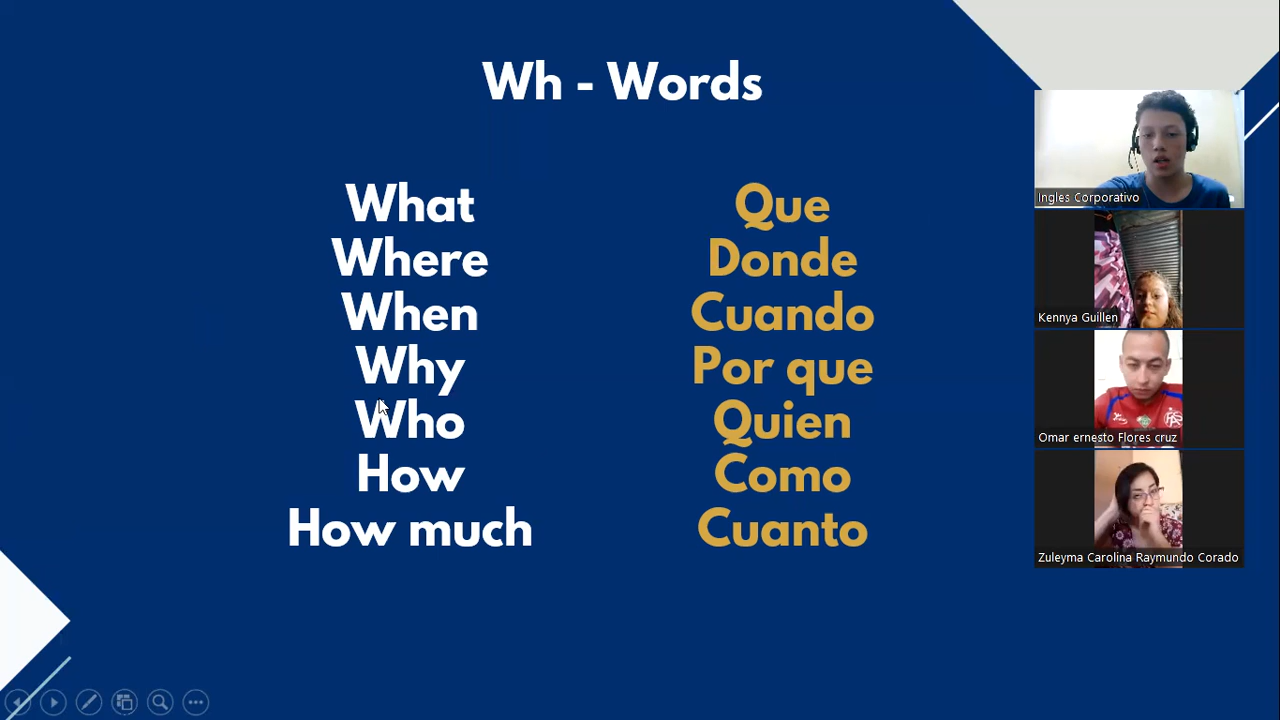 Wh - Words
What Que
Where Donde
When Cuando
Why Por que
Who Quien
How Como
How much Cuanto
Ingles Corporativo
Kennya Guillen
Omar ernesto Flores cruz
Zuleyma Carolina Raymundo Corado